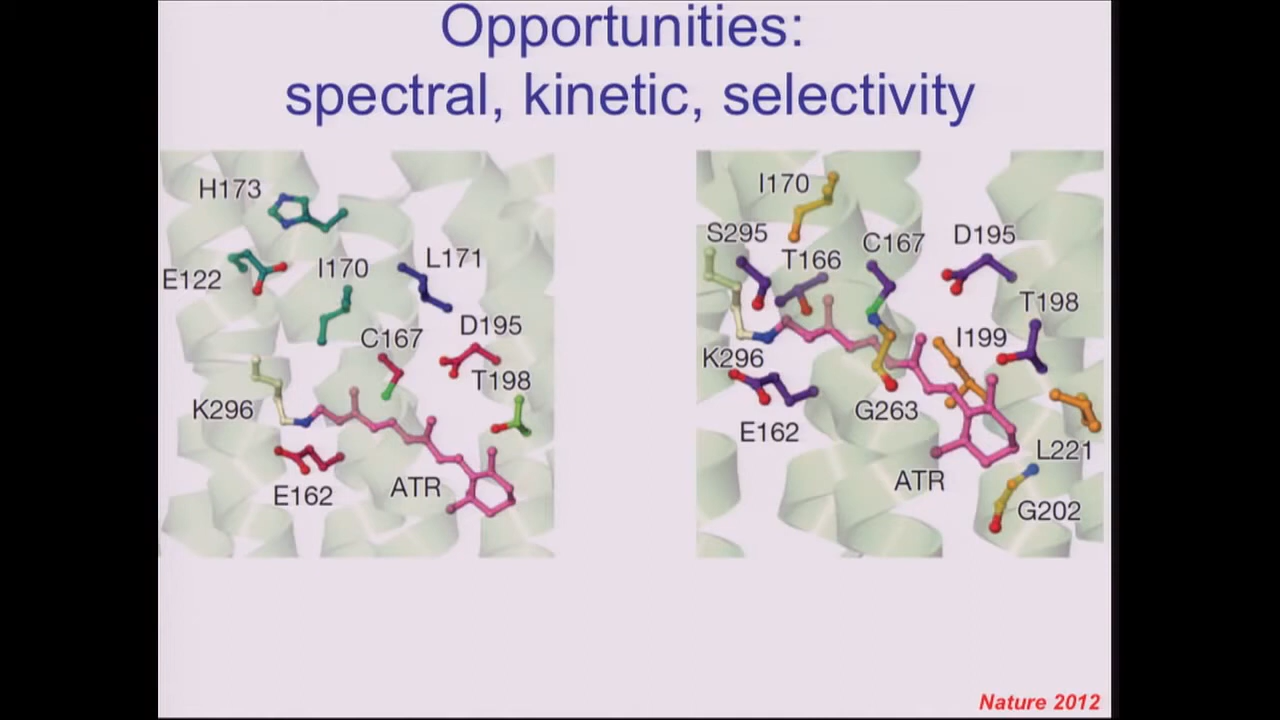 Opportunities:
spectral, kinetic, selectivity
H173
E122
I170
L171
C167
D195
T198
K296
E162
ATR
I170
S295
T166
C167
D195
T198
I199
K296
G263
E162
L221
ATR
G202
Nature 2012